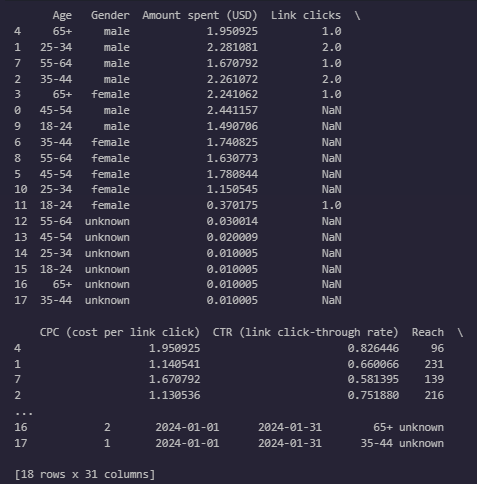 Age Gender Amount spent (USD) Link clicks \
4 65+ male 1.950925 1.0
1 25-34 male 2.281081 2.0
7 55-64 male 1.670792 1.0
2 35-44 male 2.261072 2.0
3 65+ female 2.241062 1.0
0 45-54 male 2.441157 NaN
9 18-24 male 1.490706 NaN
6 35-44 female 1.740825 NaN
8 55-64 female 1.630773 NaN
5 45-54 female 1.780844 NaN
10 25-34 female 1.150545 NaN
11 18-24 female 0.370175 1.0
12 55-64 unknown 0.030014 NaN
13 45-54 unknown 0.020009 NaN
14 25-34 unknown 0.010005 NaN
15 18-24 unknown 0.010005 NaN
16 65+ unknown 0.010005 NaN
17 35-44 unknown 0.010005 NaN
CPC (cost per link click) CTR (link click-through rate) Reach \
4 1.950925 0.826446 96
1 1.140541 0.660066 231
7 1.670792 0.581395 139
2 1.130536 0.751880 216
...
16 2 2024-01-01 2024-01-31 65+ unknown
17 1 2024-01-01 2024-01-31 35-44 unknown
[18 rows x 31 columns]